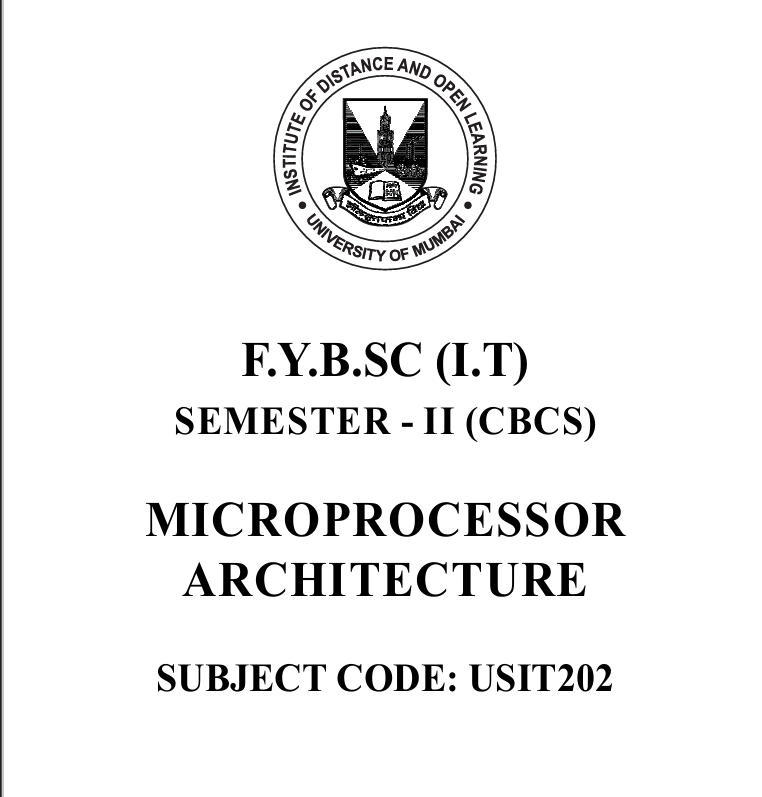 INSTITUTE OF DISTANCE AND OPEN LEARNING
UNIVERSITY OF MUMBAI
F.Y.B.SC (I.T)
SEMESTER - II (CBCS)
MICROPROCESSOR
ARCHITECTURE
SUBJECT CODE: USIT202